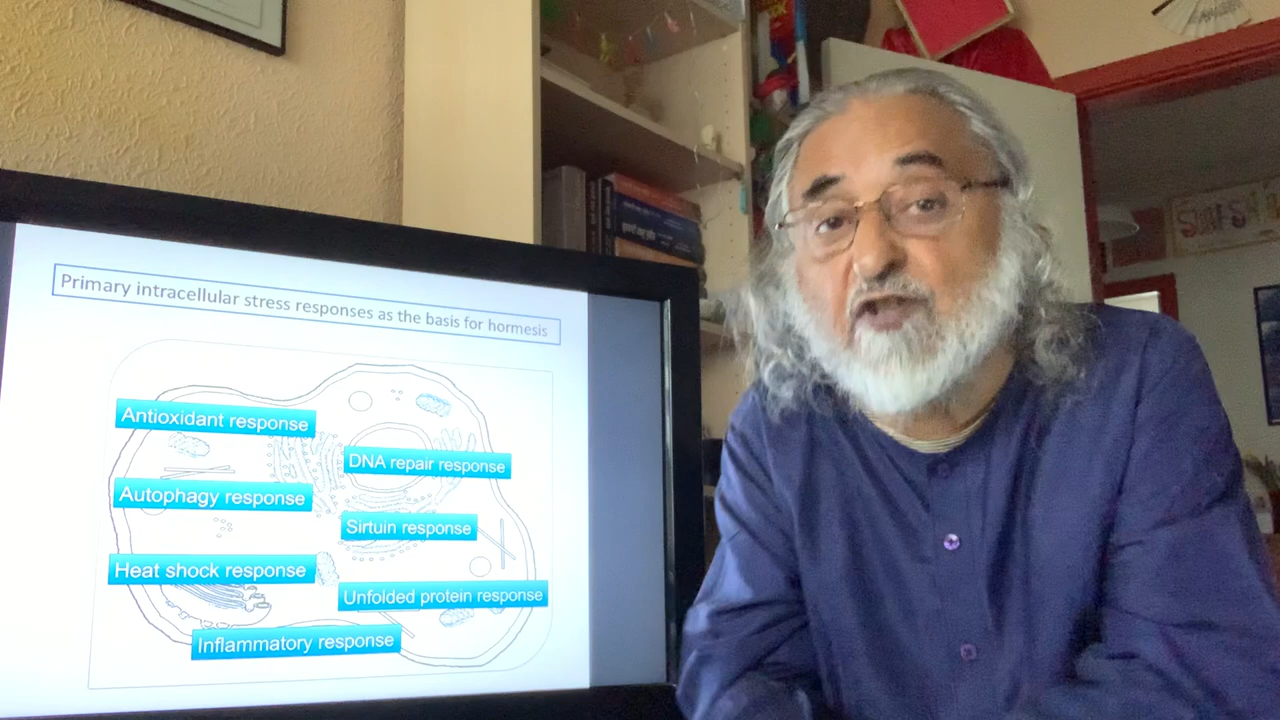 Primary intracellular stress responses as the basis for hormesis
Antioxidant response
DNA repair response
Autophagy response
Sirtuin response
Heat shock response
Unfolded protein response
Inflammatory response